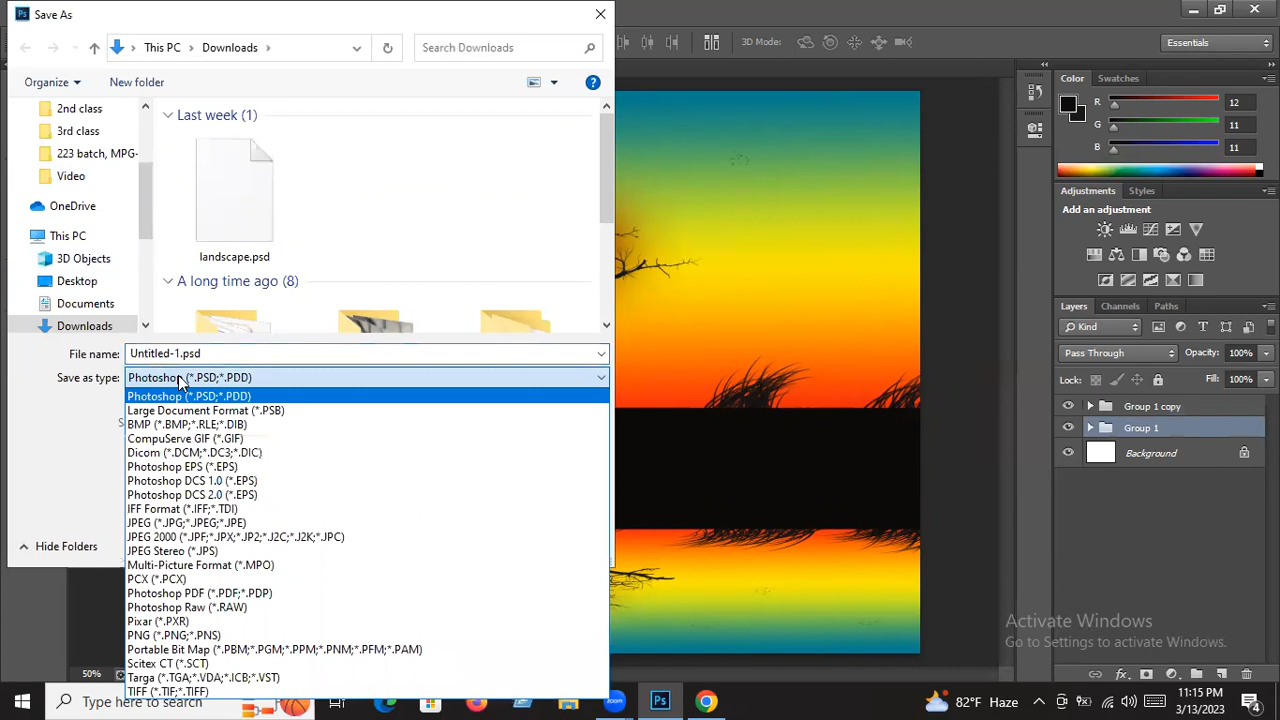 Save As
This PC
Downloads
Search Downloads
3D Mode:
Essentials
Organize
New folder
2nd class
3rd class
223 batch, MPG-
Video
OneDrive
This PC
3D Objects
Desktop
Documents
Downloads
Last week (1)
landscape.psd
A long time ago (8)
File name:
Untitled-1.psd
Save as type:
Photoshop (*.PSD;*.PDD)
Photoshop (*.PSD;*.PDD)
Large Document Format (*.PSB)
BMP (*.BMP;*.RLE;*.DIB)
CompuServe GIF (*.GIF)
Dicom (*.DCM;*.DC3;*.DIC)
Photoshop EPS (*.EPS)
Photoshop DCS 1.0 (*.EPS)
Photoshop DCS 2.0 (*.EPS)
IFF Format (*.IFF;*.TDI)
JPEG (*.JPG;*.JPEG;*.JPE)
JPEG 2000 (*.JPF;*.JPX;*.JP2;*.J2C;*.J2K;*.JPC)
JPEG Stereo (*.JPS)
Multi-Picture Format (*.MPO)
PCX (*.PCX)
Photoshop PDF (*.PDF;*.PDP)
Photoshop Raw (*.RAW)
Pixar (*.PXR)
PNG (*.PNG;*.PNS)
Portable Bit Map (*.PBM;*.PGM;*.PPM;*.PNM;*.PFM;*.PAM)
Scitex CT (*.SCT)
Targa (*.TGA;*.VDA;*.ICB;*.VST)
TIFF (*.TIF;*.TIFF)
Hide Folders
Color
Swatches
R
12
G
11
B
11
Adjustments
Styles
Add an adjustment
Layers
Channels
Paths
Kind
Pass Through
Opacity:
100%
Lock:
Fill:
100%
Group 1 copy
Group 1
Background
Activate Windows
Go to Settings to activate Windows.
50%
fx
Type here to search
Ps
82°F Haze
11:15 PM
3/13/2023
4